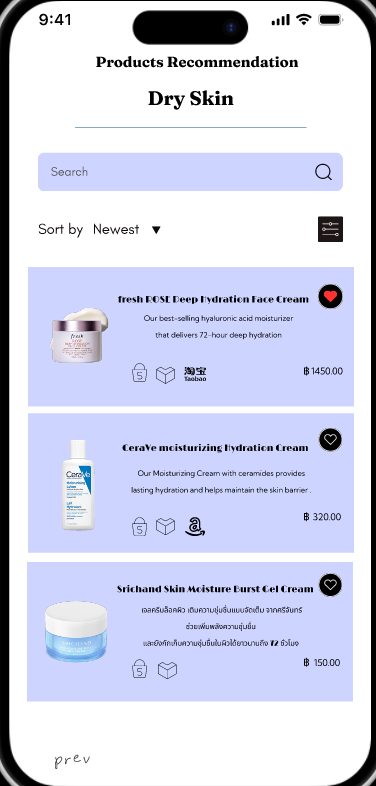 9:41
Products Recommendation
Dry Skin
Search
Sort by Newest ▼
fresh ROSE Deep Hydration Face Cream
Our best-selling hyaluronic acid moisturizer
that delivers 72-hour deep hydration
fresh
淘宝
Taobao
฿ 1450.00
CeraVe moisturizing Hydration Cream
CeraVe
Our Moisturizing Cream with ceramides provides
lasting hydration and helps maintain the skin barrier .
฿ 320.00
Srichand Skin Moisture Burst Gel Cream
เจลครีมล็อคผิว เติมความชุ่มชื้นแบบจัดเต็ม จากศรีจันทร์
ช่วยเพิ่มพลังความชุ่มชื้น
และยังกักเก็บความชุ่มชื้นในผิวได้ยาวนานถึง 72 ชั่วโมง
฿ 150.00
prev